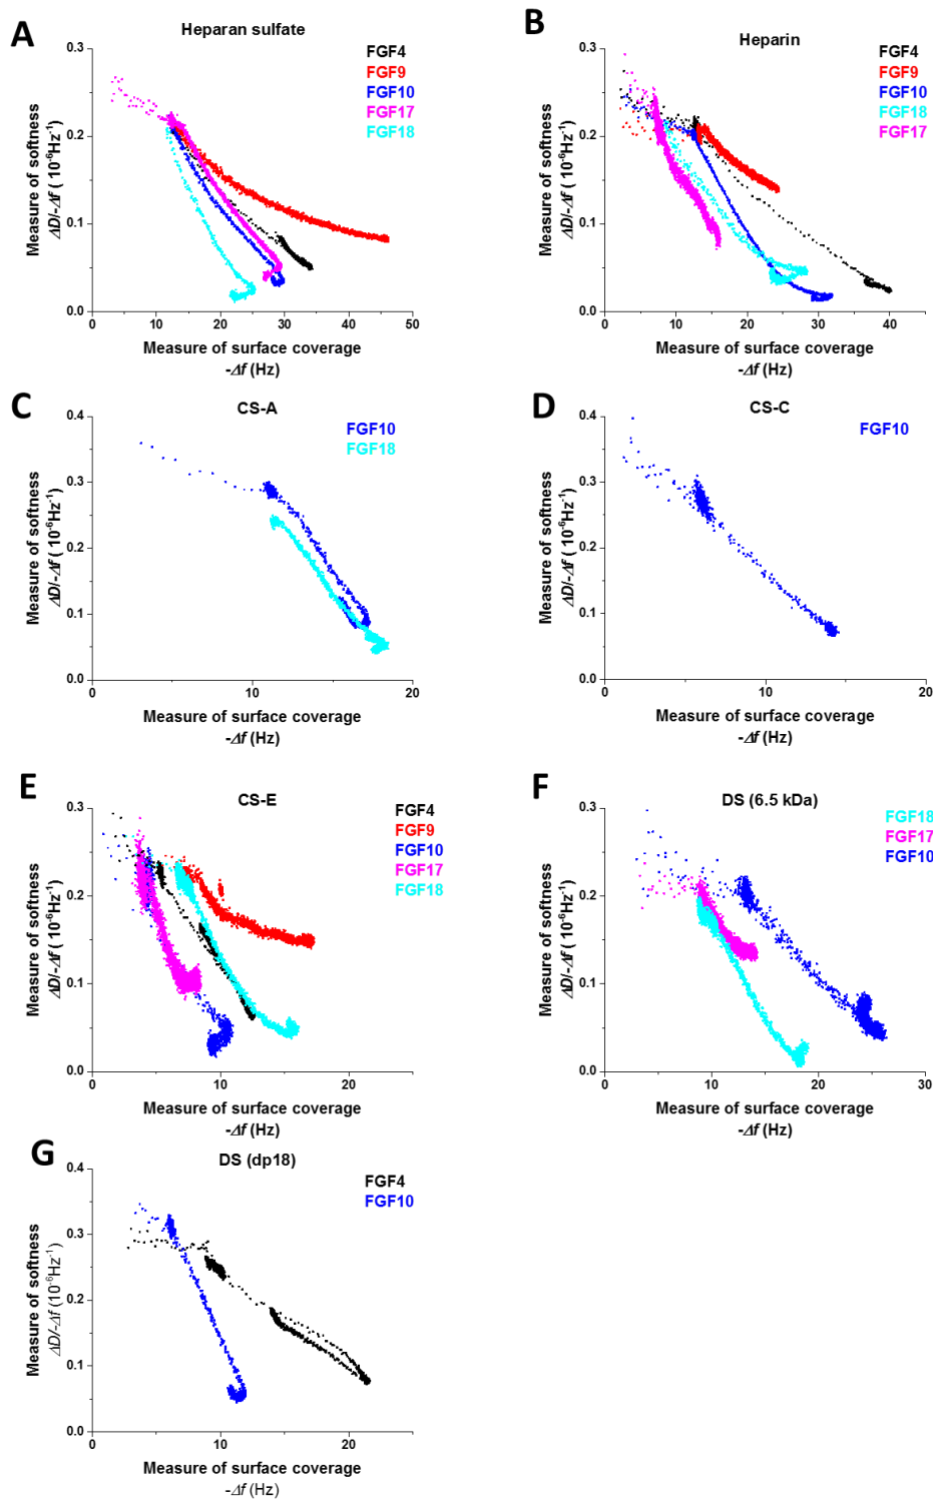 A
Heparan sulfate
FGF4
FGF9
FGF10
FGF17
FGF18
Measure of softness
ΔD/-Δf ( 10⁻⁶Hz⁻¹)
0.3
0.2
0.1
0.0
0 10 20 30 40 50
Measure of surface coverage
-Δf (Hz)
B
Heparin
FGF4
FGF9
FGF10
FGF18
FGF17
Measure of softness
ΔD/-Δf ( 10⁻⁶Hz⁻¹)
0.3
0.2
0.1
0.0
0 10 20 30 40
Measure of surface coverage
-Δf (Hz)
C
CS-A
FGF10
FGF18
Measure of softness
ΔD/-Δf ( 10⁻⁶Hz⁻¹)
0.4
0.3
0.2
0.1
0.0
0 10 20
Measure of surface coverage
-Δf (Hz)
D
CS-C
FGF10
Measure of softness
ΔD/-Δf ( 10⁻⁶Hz⁻¹)
0.4
0.3
0.2
0.1
0.0
0 10 20
Measure of surface coverage
-Δf (Hz)
E
CS-E
FGF4
FGF9
FGF10
FGF17
FGF18
Measure of softness
ΔD/-Δf ( 10⁻⁶Hz⁻¹)
0.3
0.2
0.1
0.0
0 10 20
Measure of surface coverage
-Δf (Hz)
F
DS (6.5 kDa)
FGF18
FGF17
FGF10
Measure of softness
ΔD/-Δf ( 10⁻⁶Hz⁻¹)
0.3
0.2
0.1
0.0
0 10 20 30
Measure of surface coverage
-Δf (Hz)
G
DS (dp18)
FGF4
FGF10
Measure of softness
ΔD/-Δf (10⁻⁶Hz⁻¹)
0.4
0.3
0.2
0.1
0.0
0 10 20
Measure of surface coverage
-Δf (Hz)